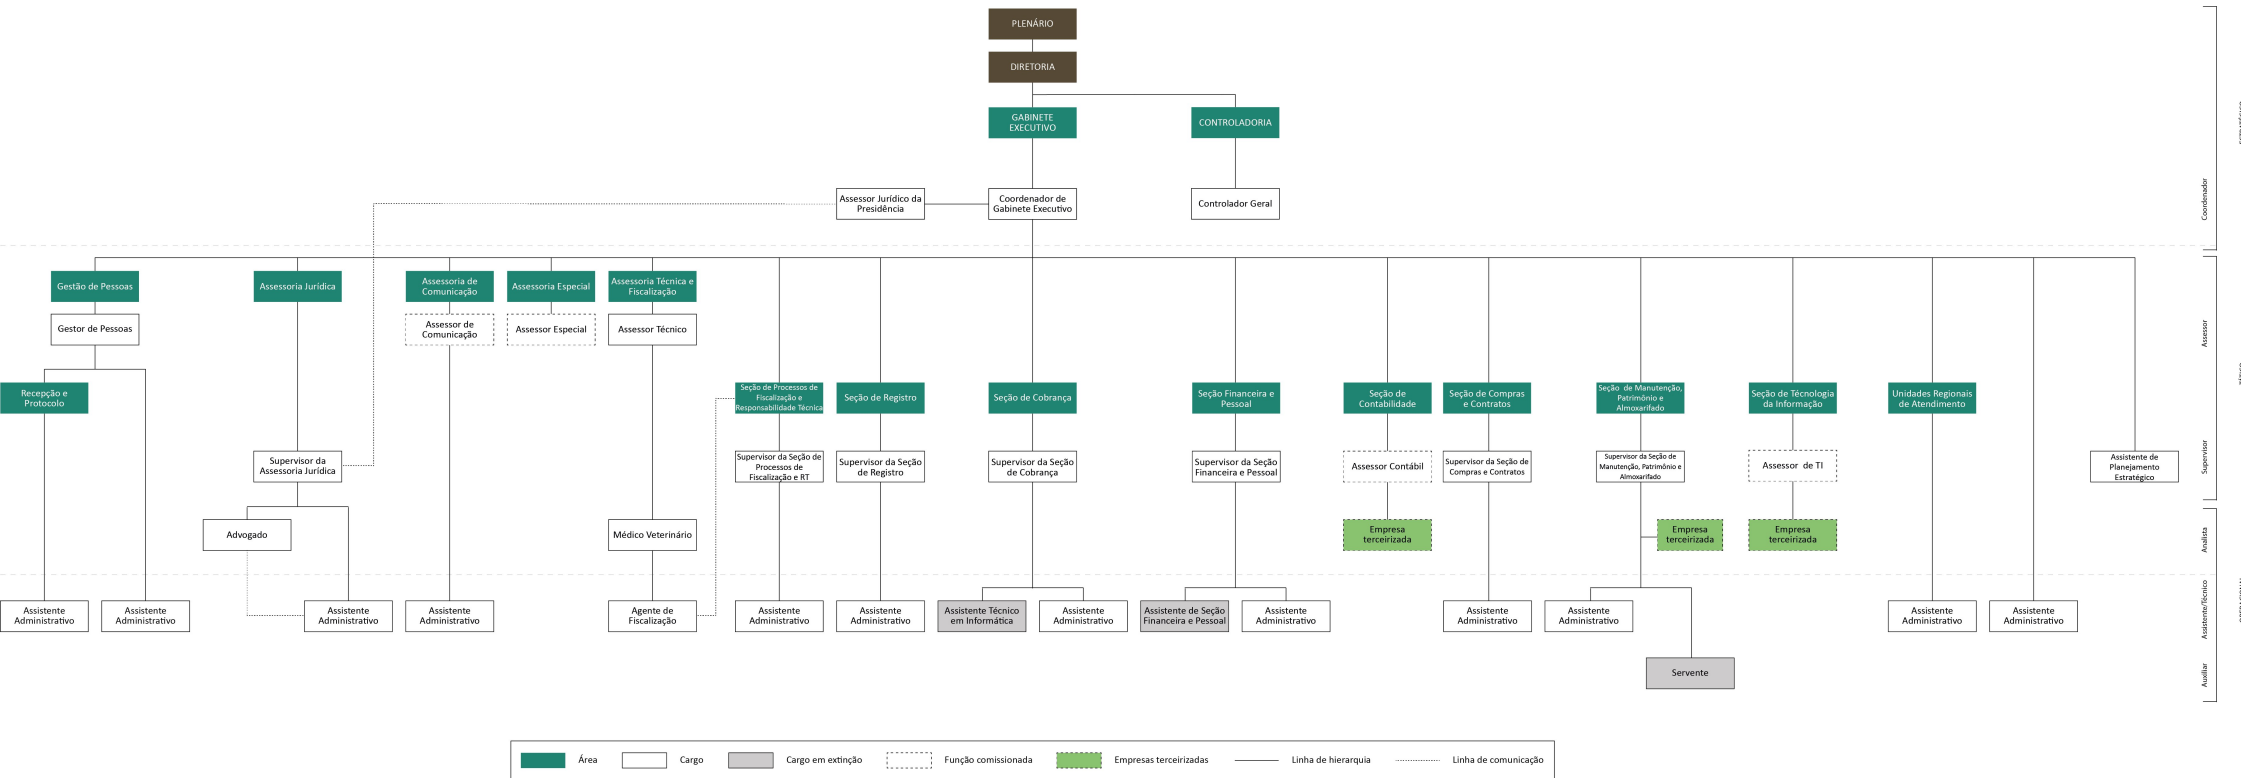 PLENÁRIO
DIRETORIA
GABINETE
EXECUTIVO
CONTROLADORIA
Assessor Jurídico da
Presidência
Coordenador de
Gabinete Executivo
Controlador Geral
Coordenador
Gestão de Pessoas
Assessoria Jurídica
Assessoria de
Comunicação
Assessoria Especial
Assessoria Técnica e
Fiscalização
Gestor de Pessoas
Assessor de
Comunicação
Assessor Especial
Assessor Técnico
Assessor
Recepção e
Protocolo
Seção de Processos de
Fiscalização e
Responsabilidade Técnica
Seção de Registro
Seção de Cobrança
Seção Financeira e
Pessoal
Seção de
Contabilidade
Seção de Compras
e Contratos
Seção  de Manutenção,
Patrimônio e
Almoxarifado
Seção de Técnologia
da Informação
Unidades Regionais
de Atendimento
Supervisor da
Assessoria Jurídica
Supervisor da Seção de
Processos de
Fiscalização e RT
Supervisor da Seção
de Registro
Supervisor da Seção
de Cobrança
Supervisor da Seção
Financeira e Pessoal
Assessor Contábil
Supervisor da Seção de
Compras e Contratos
Supervisor da Seção de
Manutenção, Patrimônio e
Almoxarifado
Assessor  de TI
Assistente de
Planejamento
Estratégico
Supervisor
Advogado
Médico Veterinário
Empresa
terceirizada
Empresa
terceirizada
Empresa
terceirizada
Analista
Assistente
Administrativo
Assistente
Administrativo
Assistente
Administrativo
Assistente
Administrativo
Agente de
Fiscalização
Assistente
Administrativo
Assistente
Administrativo
Assistente Técnico
em Informática
Assistente
Administrativo
Assistente de Seção
Financeira e Pessoal
Assistente
Administrativo
Assistente
Administrativo
Assistente
Administrativo
Assistente
Administrativo
Assistente
Administrativo
Assistente/Técnico
Servente
Auxiliar
Área
Cargo
Cargo em extinção
Função comissionada
Empresas terceirizadas
Linha de hierarquia
Linha de comunicação